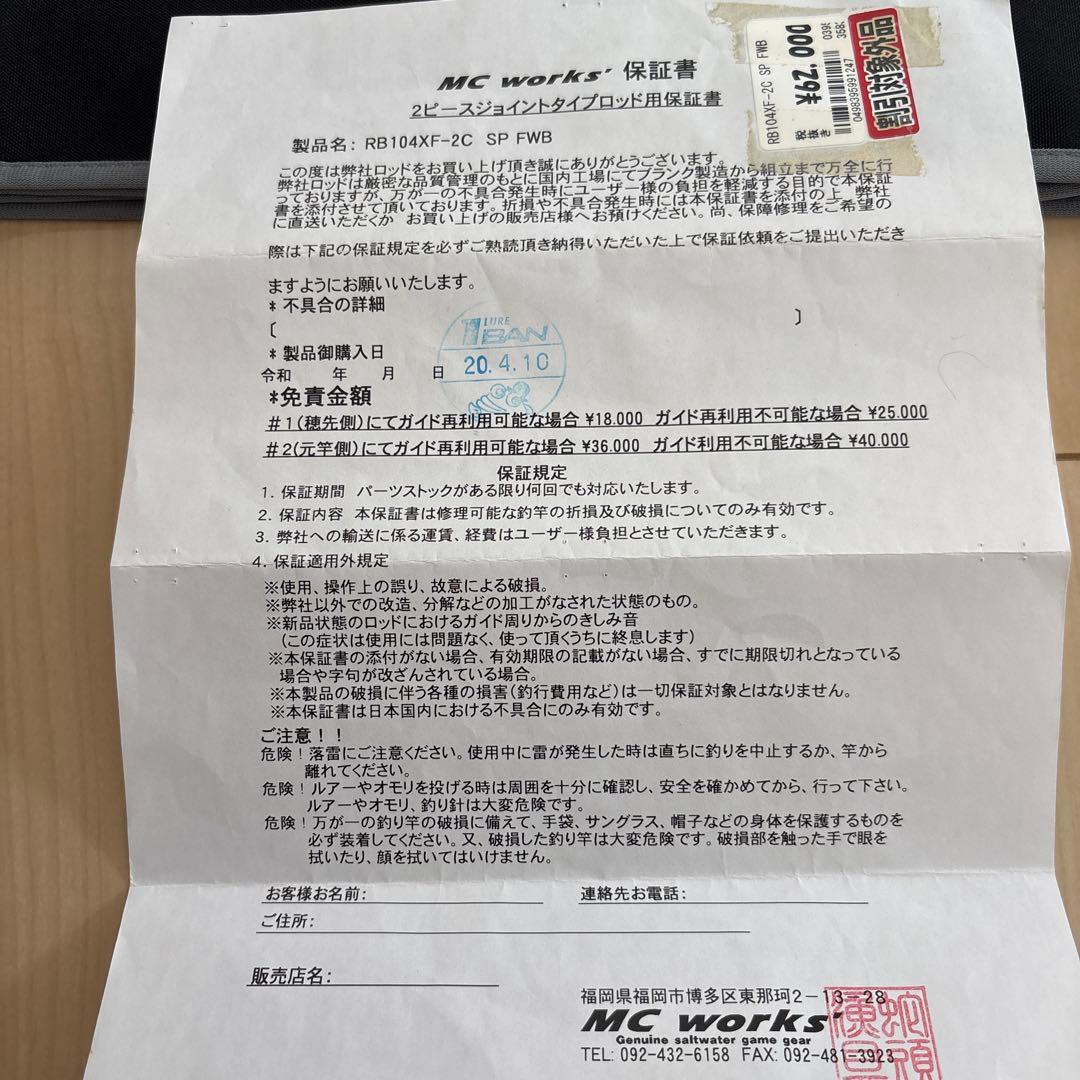 MC works' 保証書
2ピースジョイントタイプロッド用保証書
RB104XF-2C SP FWB
¥62,000
税抜き
0498395991247
割引対象外品
製品名: RB104XF-2C SP FWB
この度は弊社ロッドをお買い上げ頂き誠にありがとうございます。
弊社ロッドは厳密な品質管理のもとに国内工場にてブランク製造から組立まで万全に行
っておりますが、万が一の不具合発生時にユーザー様の負担を軽減する目的で本保証
書を添付させて頂いております。折損や不具合発生時には本保証書を添付の上、弊社
に直送いただくか お買い上げの販売店様へお預けください。尚、保障修理をご希望の
際は下記の保証規定を必ずご熟読頂き納得いただいた上で保証依頼をご提出いただき
ますようにお願いいたします。
* 不具合の詳細
〔 〕
1 LURE BAN
* 製品御購入日
20.4.10
令和 年 月 日
*免責金額
#1(穂先側)にてガイド再利用可能な場合 ¥18.000 ガイド再利用不可能な場合 ¥25.000
#2(元竿側)にてガイド再利用可能な場合 ¥36.000 ガイド利用不可能な場合 ¥40.000
保証規定
1. 保証期間 パーツストックがある限り何回でも対応いたします。
2. 保証内容 本保証書は修理可能な釣竿の折損及び破損についてのみ有効です。
3. 弊社への輸送に係る運賃、経費はユーザー様負担とさせていただきます。
4. 保証適用外規定
※使用、操作上の誤り、故意による破損。
※弊社以外での改造、分解などの加工がなされた状態のもの。
※新品状態のロッドにおけるガイド周りからのきしみ音
(この症状は使用には問題なく、使って頂くうちに終息します)
※本保証書の添付がない場合、有効期限の記載がない場合、すでに期限切れとなっている
場合や字句が改ざんされている場合。
※本製品の破損に伴う各種の損害(釣行費用など)は一切保証対象とはなりません。
※本保証書は日本国内における不具合にのみ有効です。
ご注意!!
危険!落雷にご注意ください。使用中に雷が発生した時は直ちに釣りを中止するか、竿から
離れてください。
危険!ルアーやオモリを投げる時は周囲を十分に確認し、安全を確かめてから、行って下さい。
ルアーやオモリ、釣り針は大変危険です。
危険!万が一の釣り竿の破損に備えて、手袋、サングラス、帽子などの身体を保護するものを
必ず装着してください。又、破損した釣り竿は大変危険です。破損部を触った手で眼を
拭いたり、顔を拭いてはいけません。
お客様お名前: 連絡先お電話:
ご住所:
販売店名:
福岡県福岡市博多区東那珂2-13-28
MC works'
Genuine saltwater game gear
TEL: 092-432-6158 FAX: 092-481-3923